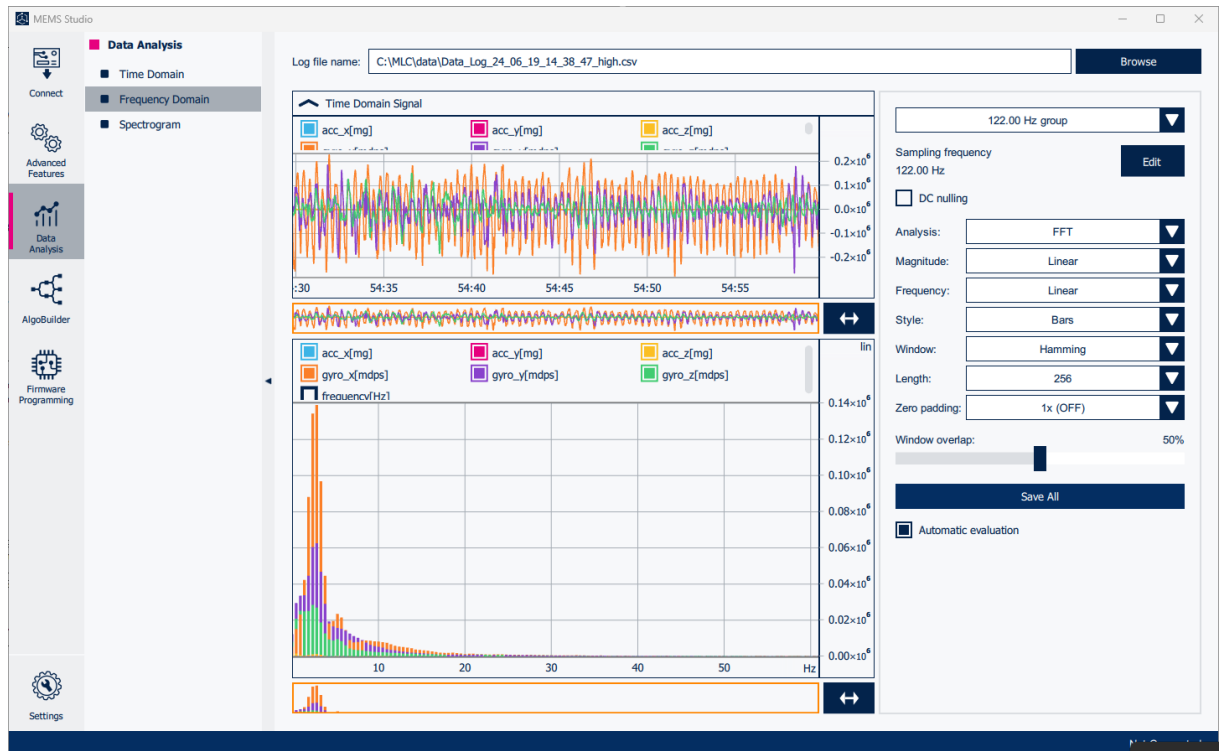 MEMS Studio
Connect
Advanced
Features
Data
Analysis
AlgoBuilder
Firmware
Programming
Settings
Data Analysis
Time Domain
Frequency Domain
Spectrogram
Log file name: C:\MLC\data\Data_Log_24_06_19_14_38_47_high.csv Browse
Time Domain Signal
acc_x[mg] acc_y[mg] acc_z[mg]
0.2×10⁶
0.1×10⁶
0.0×10⁶
-0.1×10⁶
-0.2×10⁶
:30 54:35 54:40 54:45 54:50 54:55
acc_x[mg] acc_y[mg] acc_z[mg] lin
gyro_x[mdps] gyro_y[mdps] gyro_z[mdps]
frequency[Hz]
0.14×10⁶
0.12×10⁶
0.10×10⁶
0.08×10⁶
0.06×10⁶
0.04×10⁶
0.02×10⁶
0.00×10⁶
10 20 30 40 50 Hz
122.00 Hz group
Sampling frequency
122.00 Hz
Edit
DC nulling
Analysis: FFT
Magnitude: Linear
Frequency: Linear
Style: Bars
Window: Hamming
Length: 256
Zero padding: 1x (OFF)
Window overlap: 50%
Save All
Automatic evaluation